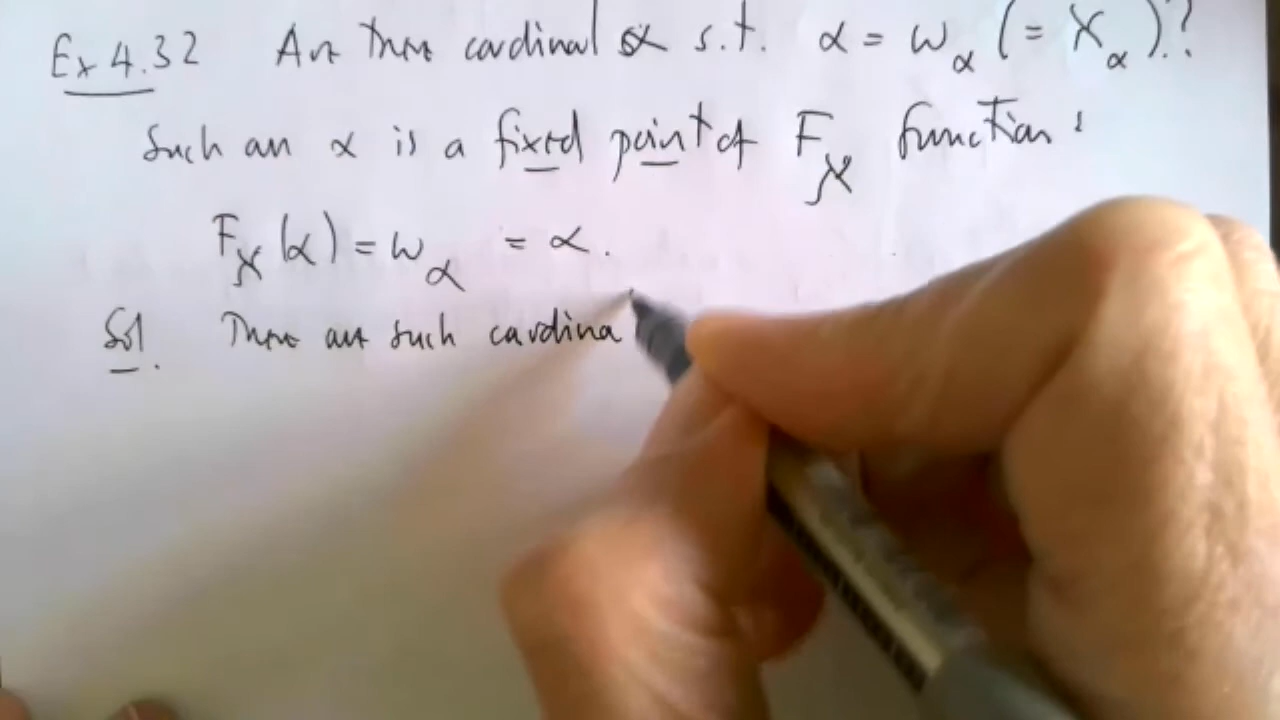 Ex 4.32 Are there cardinal α s.t. α = ω_α (= ℵ_α)?
Such an α is a fixed point of F_ℵ function:
F_ℵ(α) = ω_α = α.
Sol. There are such cardina